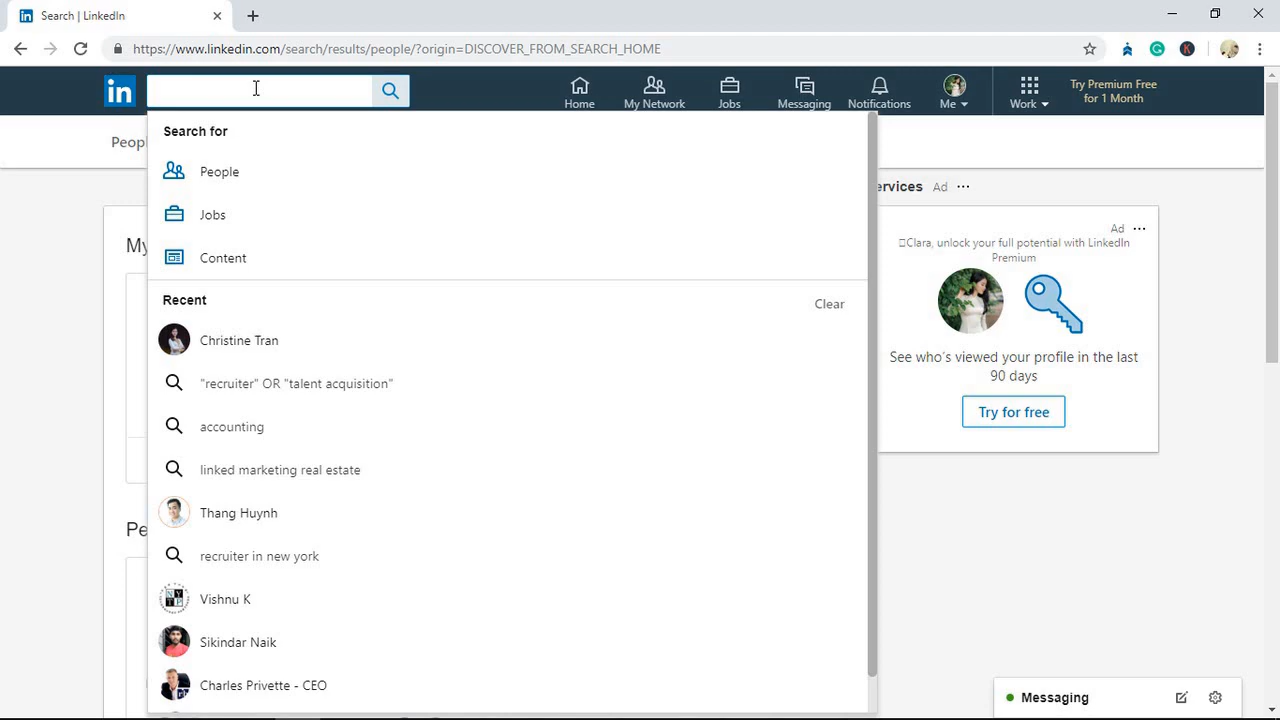 Search | LinkedIn
https://www.linkedin.com/search/results/people/?origin=DISCOVER_FROM_SEARCH_HOME
in
Home
My Network
Jobs
Messaging
Notifications
Me
Work
Try Premium Free
for 1 Month
Search for
People
Jobs
Content
Recent
Clear
Christine Tran
"recruiter" OR "talent acquisition"
accounting
linked marketing real estate
Thang Huynh
recruiter in new york
Vishnu K
Sikindar Naik
Charles Privette - CEO
Peop
My
Pe
ervices Ad ...
Ad ...
Clara, unlock your full potential with LinkedIn
Premium
See who's viewed your profile in the last
90 days
Try for free
Messaging